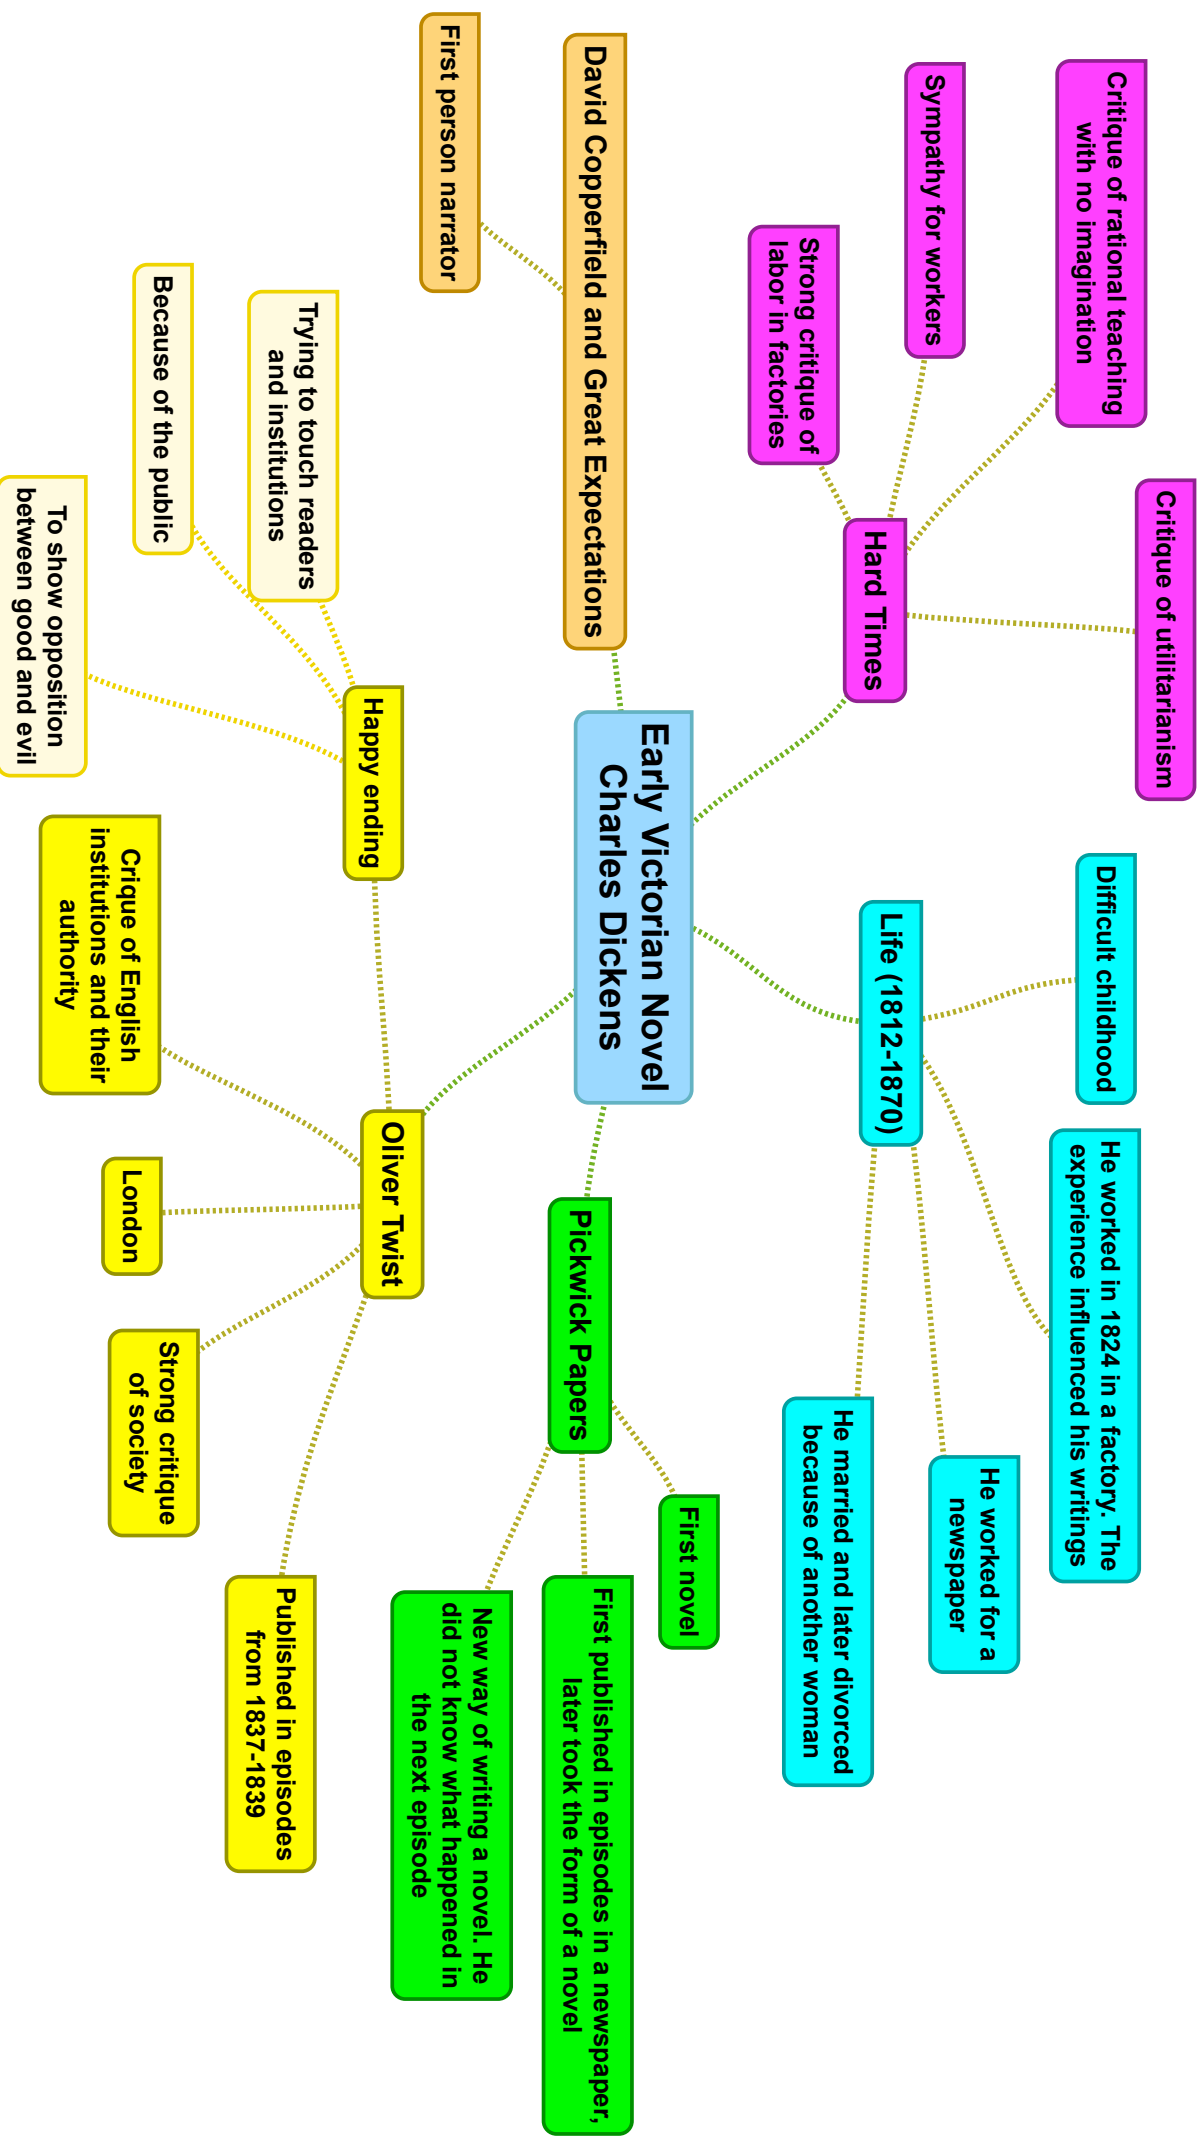 Early Victorian Novel
Charles Dickens
Life (1812-1870)
Difficult childhood
He worked in 1824 in a factory. The
experience influenced his writings
He worked for a
newspaper
He married and later divorced
because of another woman
Pickwick Papers
First novel
First published in episodes in a newspaper,
later took the form of a novel
New way of writing a novel. He
did not know what happened in
the next episode
Oliver Twist
Published in episodes
from 1837-1839
Strong critique
of society
London
Crique of English
institutions and their
authority
Happy ending
To show opposition
between good and evil
Because of the public
Trying to touch readers
and institutions
David Copperfield and Great Expectations
First person narrator
Hard Times
Strong critique of
labor in factories
Sympathy for workers
Critique of rational teaching
with no imagination
Critique of utilitarianism